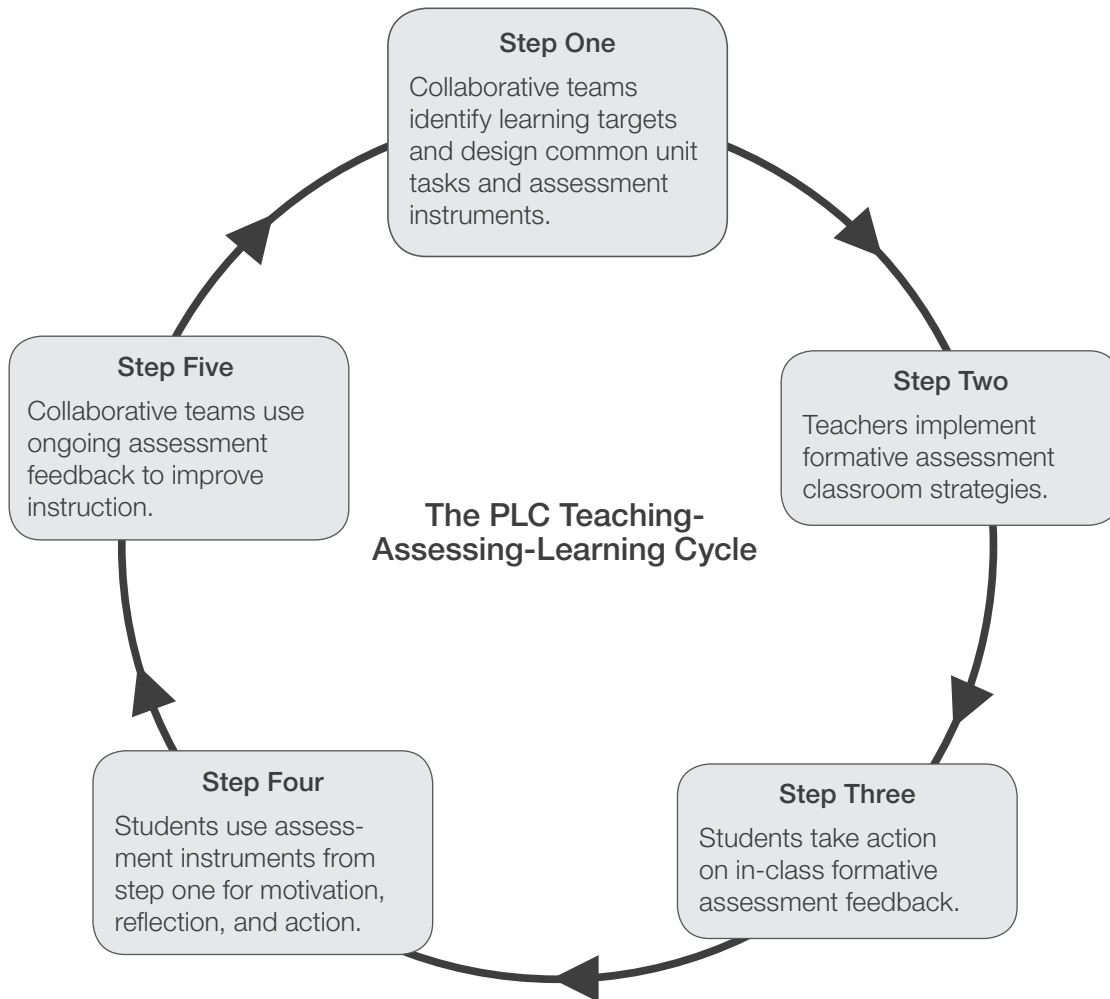 Step One
Collaborative teams
identify learning targets
and design common unit
tasks and assessment
instruments.
Step Two
Teachers implement
formative assessment
classroom strategies.
Step Three
Students take action
on in-class formative
assessment feedback.
Step Four
Students use assess-
ment instruments from
step one for motivation,
reflection, and action.
Step Five
Collaborative teams use
ongoing assessment
feedback to improve
instruction.
The PLC Teaching-
Assessing-Learning Cycle